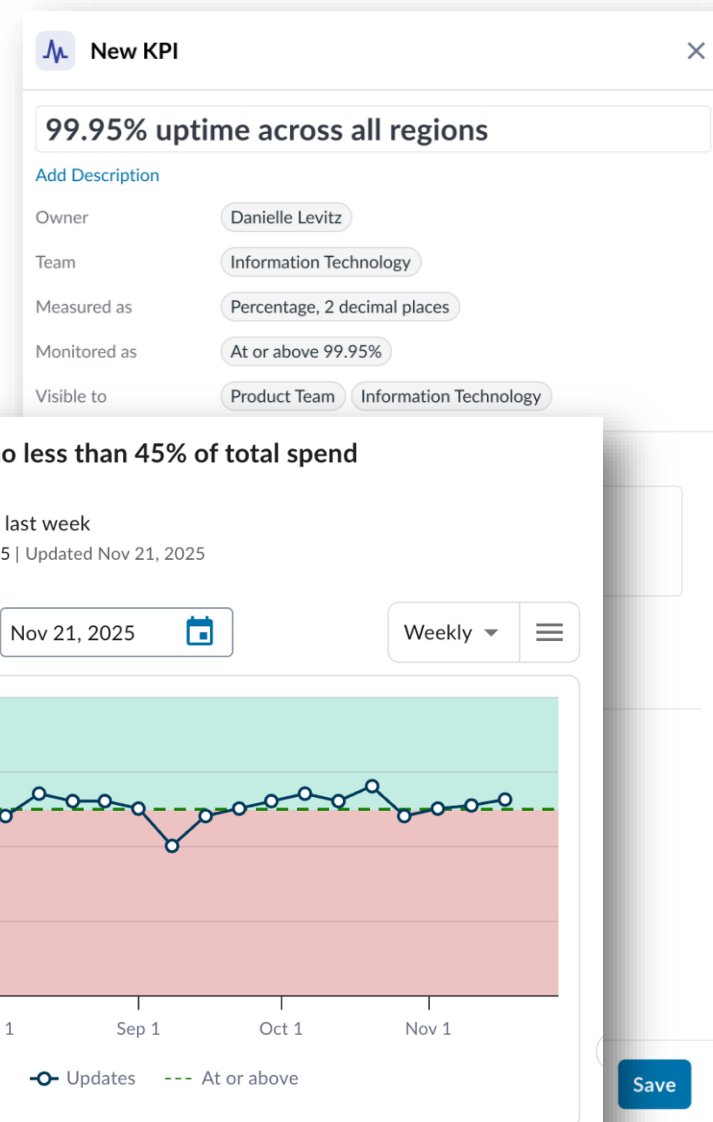 New KPI
99.95% uptime across all regions
Add Description
Owner Danielle Levitz
Team Information Technology
Measured as Percentage, 2 decimal places
Monitored as At or above 99.95%
Visible to Product Team Information Technology
o less than 45% of total spend
last week
5 | Updated Nov 21, 2025
Nov 21, 2025 Weekly
1 Sep 1 Oct 1 Nov 1
Updates At or above
Save